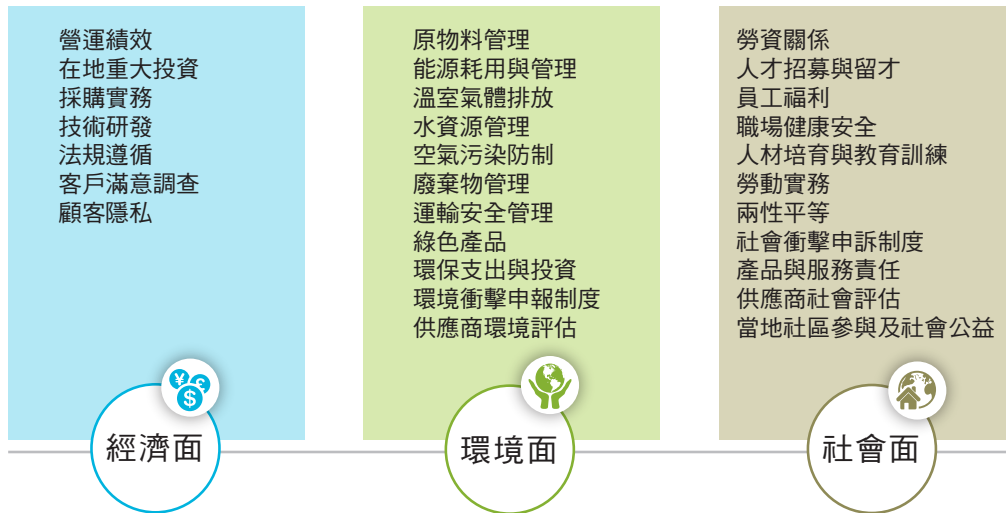 營運績效
在地重大投資
採購實務
技術研發
法規遵循
客戶滿意調查
顧客隱私
經濟面
原物料管理
能源耗用與管理
溫室氣體排放
水資源管理
空氣污染防制
廢棄物管理
運輸安全管理
綠色產品
環保支出與投資
環境衝擊申報制度
供應商環境評估
環境面
勞資關係
人才招募與留才
員工福利
職場健康安全
人材培育與教育訓練
勞動實務
兩性平等
社會衝擊申訴制度
產品與服務責任
供應商社會評估
當地社區參與及社會公益
社會面
¥
£
$